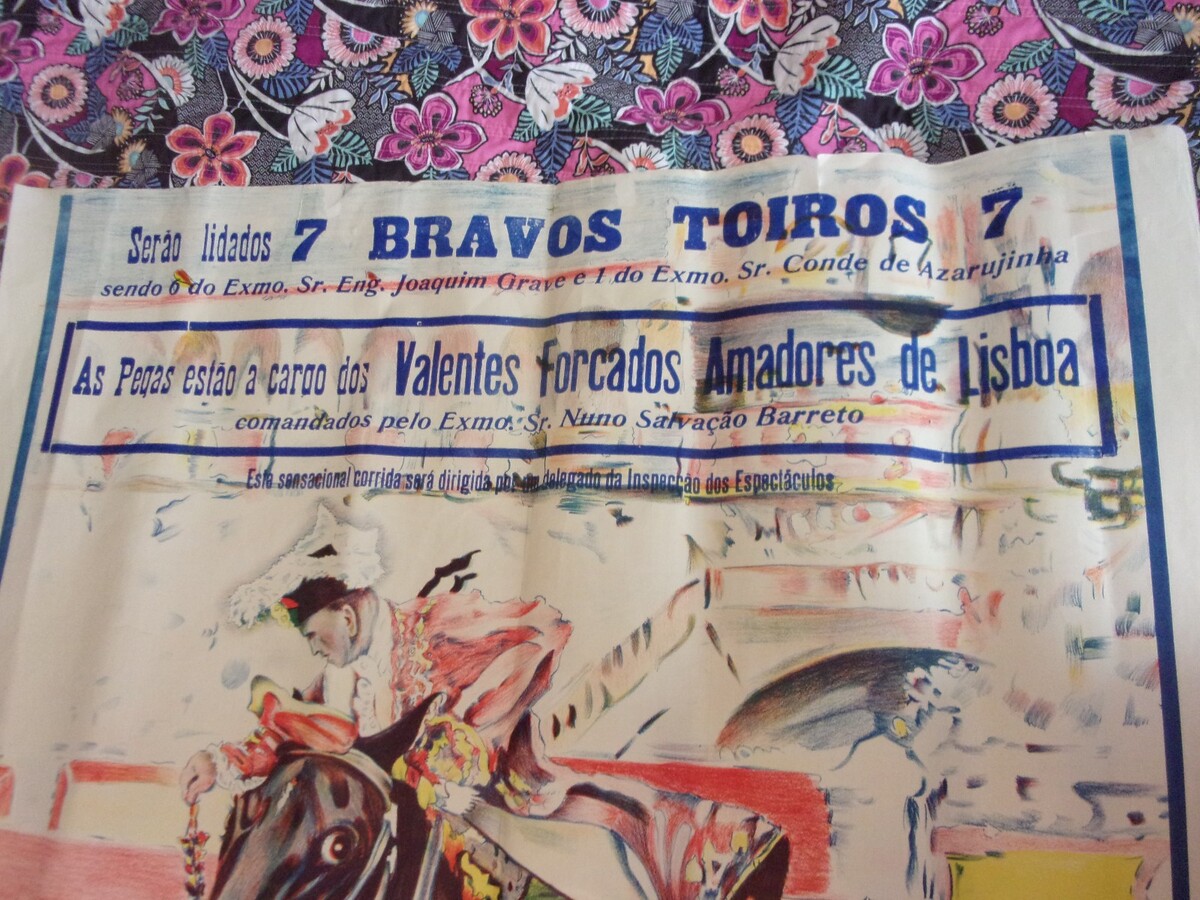 Serão lidados 7 BRAVOS TOIROS 7
sendo 6 do Exmo. Sr. Eng. Joaquim Grave e 1 do Exmo. Sr. Conde de Azarujinha
As Pegas estão a cargo dos Valentes Forcados Amadores de Lisboa
comandados pelo Exmo. Sr. Nuno Salvação Barreto
Esta sensacional corrida será dirigida por um delegado da Inspecção dos Espectáculos